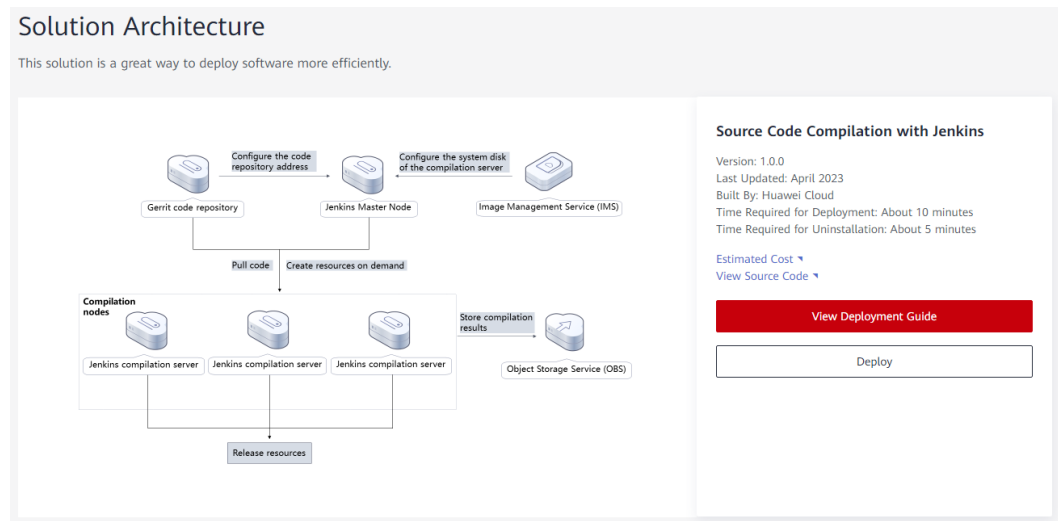 Solution Architecture
This solution is a great way to deploy software more efficiently.
Configure the code
repository address
Configure the system disk
of the compilation server
Gerrit code repository
Jenkins Master Node
Image Management Service (IMS)
Pull code
Create resources on demand
Compilation
nodes
Store compilation
results
Jenkins compilation server
Jenkins compilation server
Jenkins compilation server
Object Storage Service (OBS)
Release resources
Source Code Compilation with Jenkins
Version: 1.0.0
Last Updated: April 2023
Built By: Huawei Cloud
Time Required for Deployment: About 10 minutes
Time Required for Uninstallation: About 5 minutes
Estimated Cost
View Source Code
View Deployment Guide
Deploy